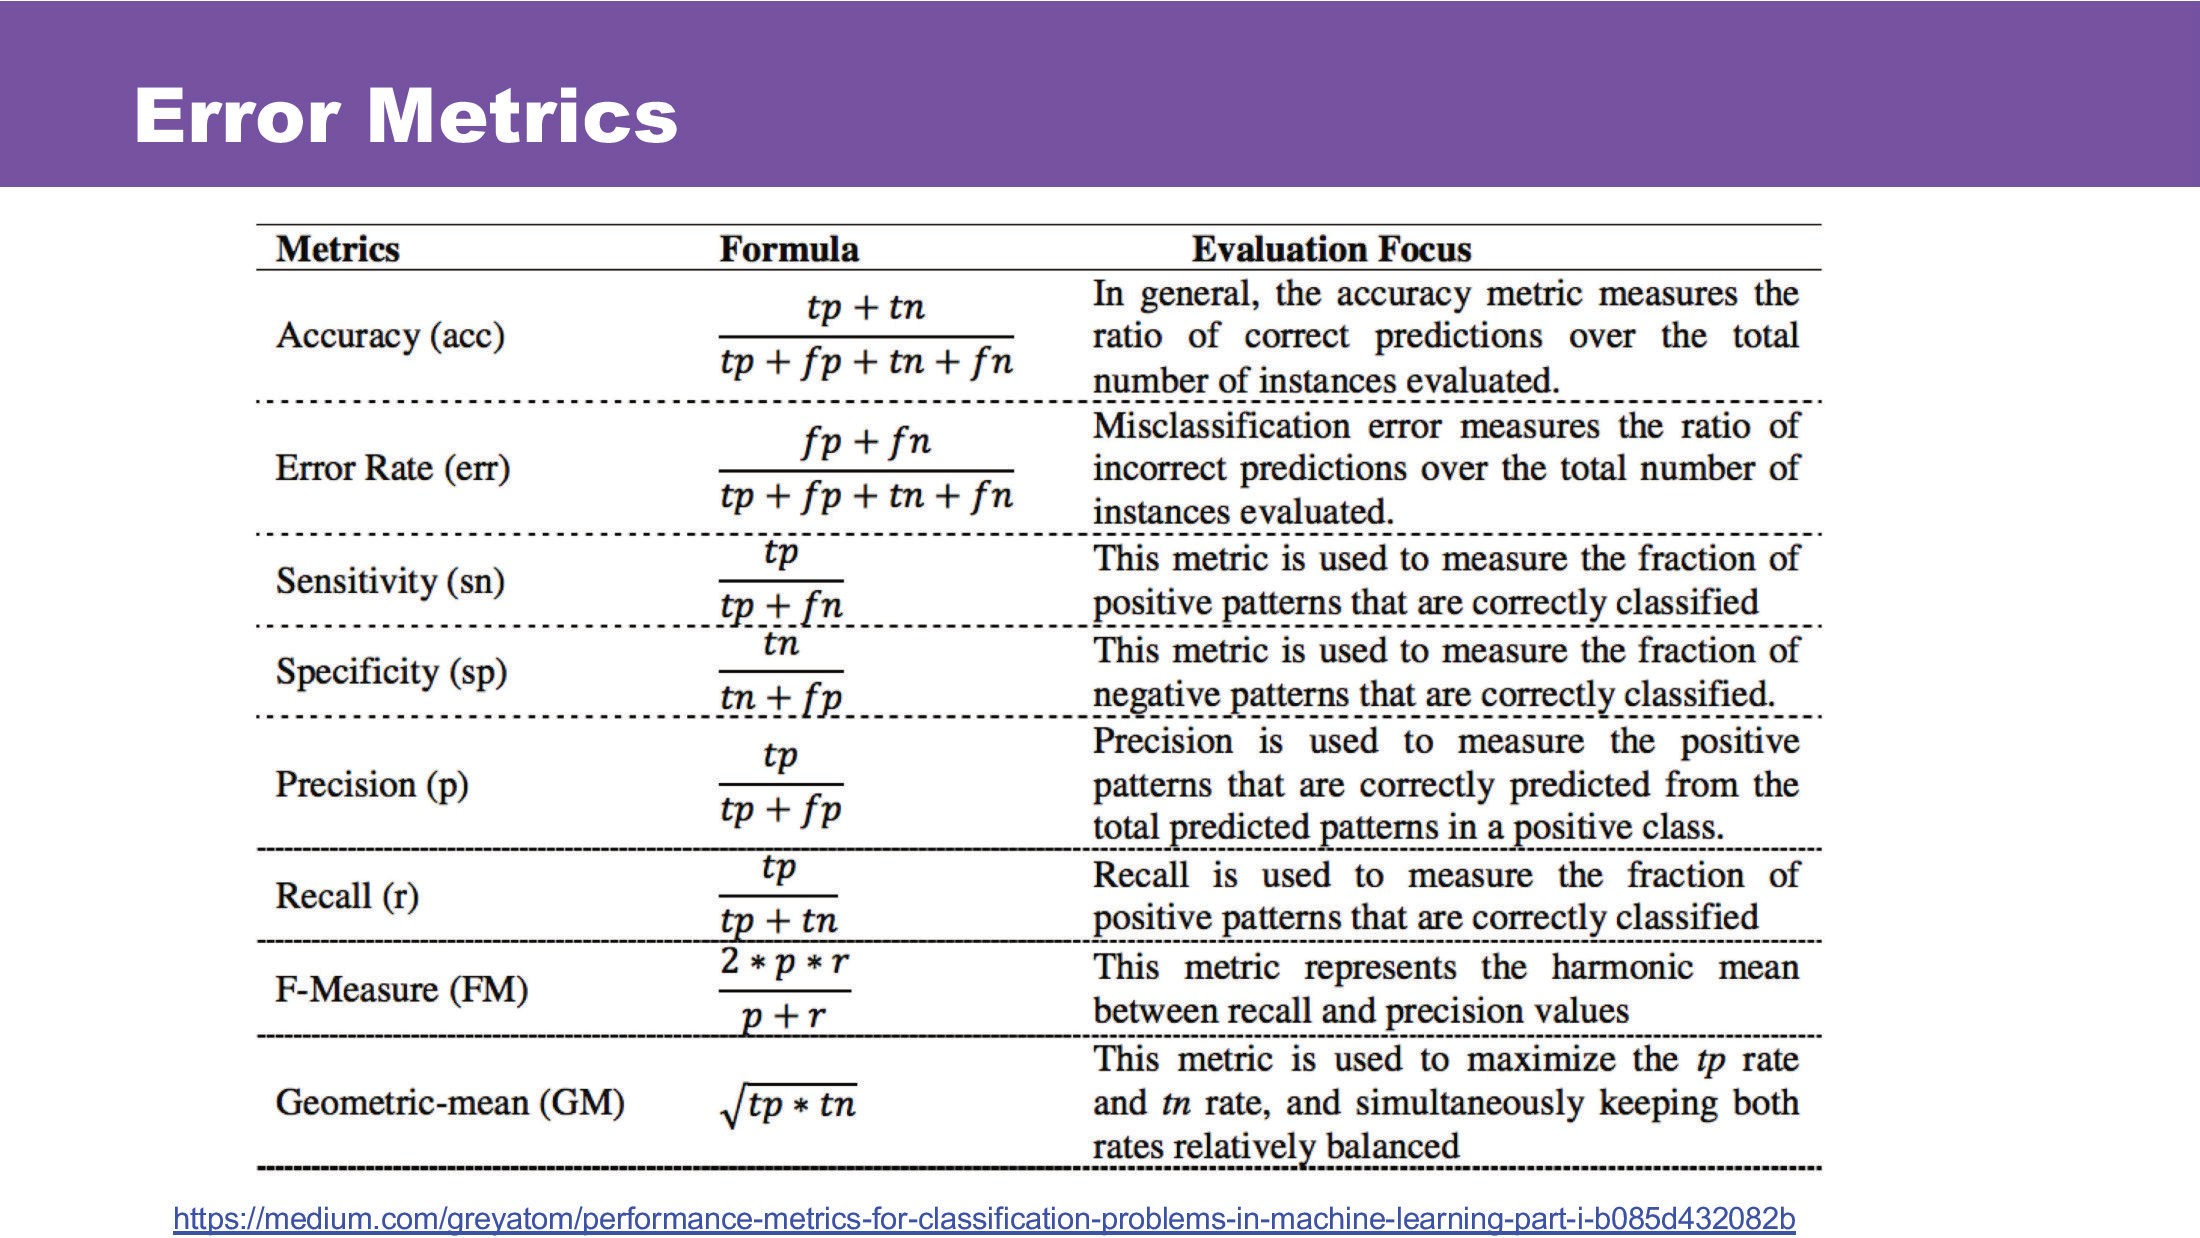 Error Metrics
Metrics Formula Evaluation Focus
Accuracy (acc)
tp + tn
tp + fp + tn + fn
In general, the accuracy metric measures the
ratio of correct predictions over the total
number of instances evaluated.
Error Rate (err)
fp + fn
tp + fp + tn + fn
Misclassification error measures the ratio of
incorrect predictions over the total number of
instances evaluated.
Sensitivity (sn)
tp
tp + fn
This metric is used to measure the fraction of
positive patterns that are correctly classified
Specificity (sp)
tn
tn + fp
This metric is used to measure the fraction of
negative patterns that are correctly classified.
Precision (p)
tp
tp + fp
Precision is used to measure the positive
patterns that are correctly predicted from the
total predicted patterns in a positive class.
Recall (r)
tp
tp + tn
Recall is used to measure the fraction of
positive patterns that are correctly classified
F-Measure (FM)
2 * p * r
p + r
This metric represents the harmonic mean
between recall and precision values
Geometric-mean (GM)
√tp * tn
This metric is used to maximize the tp rate
and tn rate, and simultaneously keeping both
rates relatively balanced
https://medium.com/greyatom/performance-metrics-for-classification-problems-in-machine-learning-part-i-b085d432082b